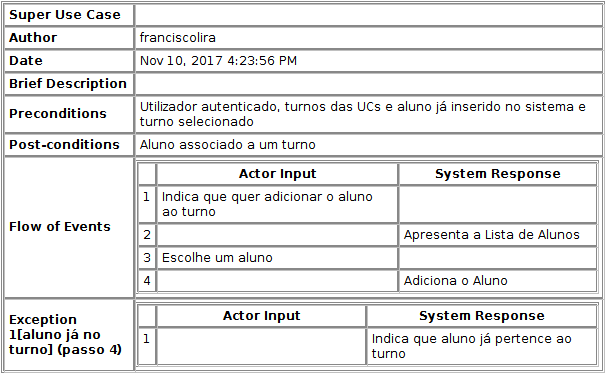 Super Use Case
Author franciscolira
Date Nov 10, 2017 4:23:56 PM
Brief Description
Preconditions Utilizador autenticado, turnos das UCs e aluno já inserido no sistema e
turno selecionado
Post-conditions Aluno associado a um turno
Flow of Events
Actor Input System Response
1 Indica que quer adicionar o aluno
ao turno
2 Apresenta a Lista de Alunos
3 Escolhe um aluno
4 Adiciona o Aluno
Exception
1[aluno já no
turno] (passo 4)
Actor Input System Response
1 Indica que aluno já pertence ao
turno